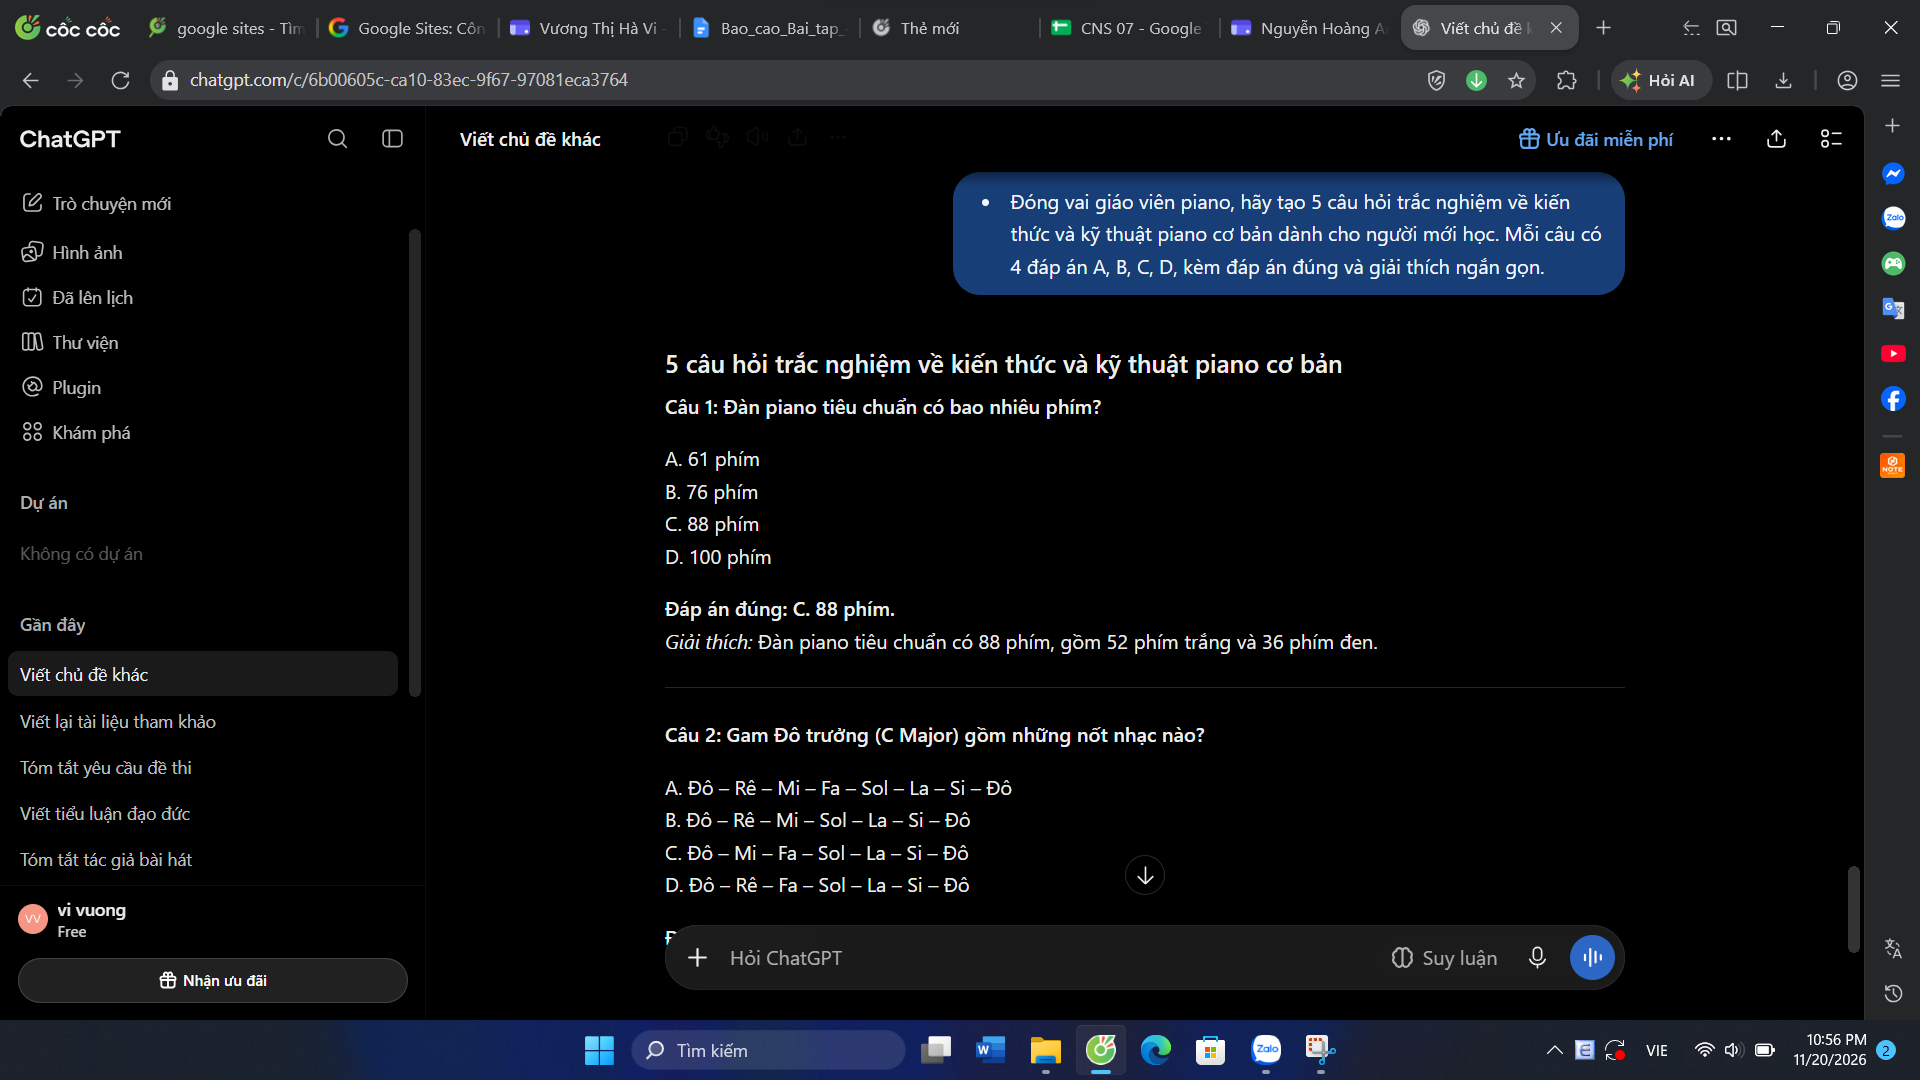 cốc cốc
google sites - Tìm
Google Sites: Côn
Vương Thị Hà Vi -
Bao_cao_Bai_tap_
Thẻ mới
CNS 07 - Google
Nguyễn Hoàng A
Viết chủ đề k
chatgpt.com/c/6b00605c-ca10-83ec-9f67-97081eca3764
Hỏi AI
ChatGPT
Viết chủ đề khác
Ưu đãi miễn phí
Trò chuyện mới
Hình ảnh
Đã lên lịch
Thư viện
Plugin
Khám phá
Dự án
Không có dự án
Gần đây
Viết chủ đề khác
Viết lại tài liệu tham khảo
Tóm tắt yêu cầu đề thi
Viết tiểu luận đạo đức
Tóm tắt tác giả bài hát
VV
vi vuong
Free
Nhận ưu đãi
• Đóng vai giáo viên piano, hãy tạo 5 câu hỏi trắc nghiệm về kiến
thức và kỹ thuật piano cơ bản dành cho người mới học. Mỗi câu có
4 đáp án A, B, C, D, kèm đáp án đúng và giải thích ngắn gọn.
5 câu hỏi trắc nghiệm về kiến thức và kỹ thuật piano cơ bản
Câu 1: Đàn piano tiêu chuẩn có bao nhiêu phím?
A. 61 phím
B. 76 phím
C. 88 phím
D. 100 phím
Đáp án đúng: C. 88 phím.
Giải thích: Đàn piano tiêu chuẩn có 88 phím, gồm 52 phím trắng và 36 phím đen.
Câu 2: Gam Đô trưởng (C Major) gồm những nốt nhạc nào?
A. Đô – Rê – Mi – Fa – Sol – La – Si – Đô
B. Đô – Rê – Mi – Sol – La – Si – Đô
C. Đô – Mi – Fa – Sol – La – Si – Đô
D. Đô – Rê – Fa – Sol – La – Si – Đô
Hỏi ChatGPT
Suy luận
Zalo
NOTE
Tìm kiếm
Zalo
VIE
10:56 PM
11/20/2026
2